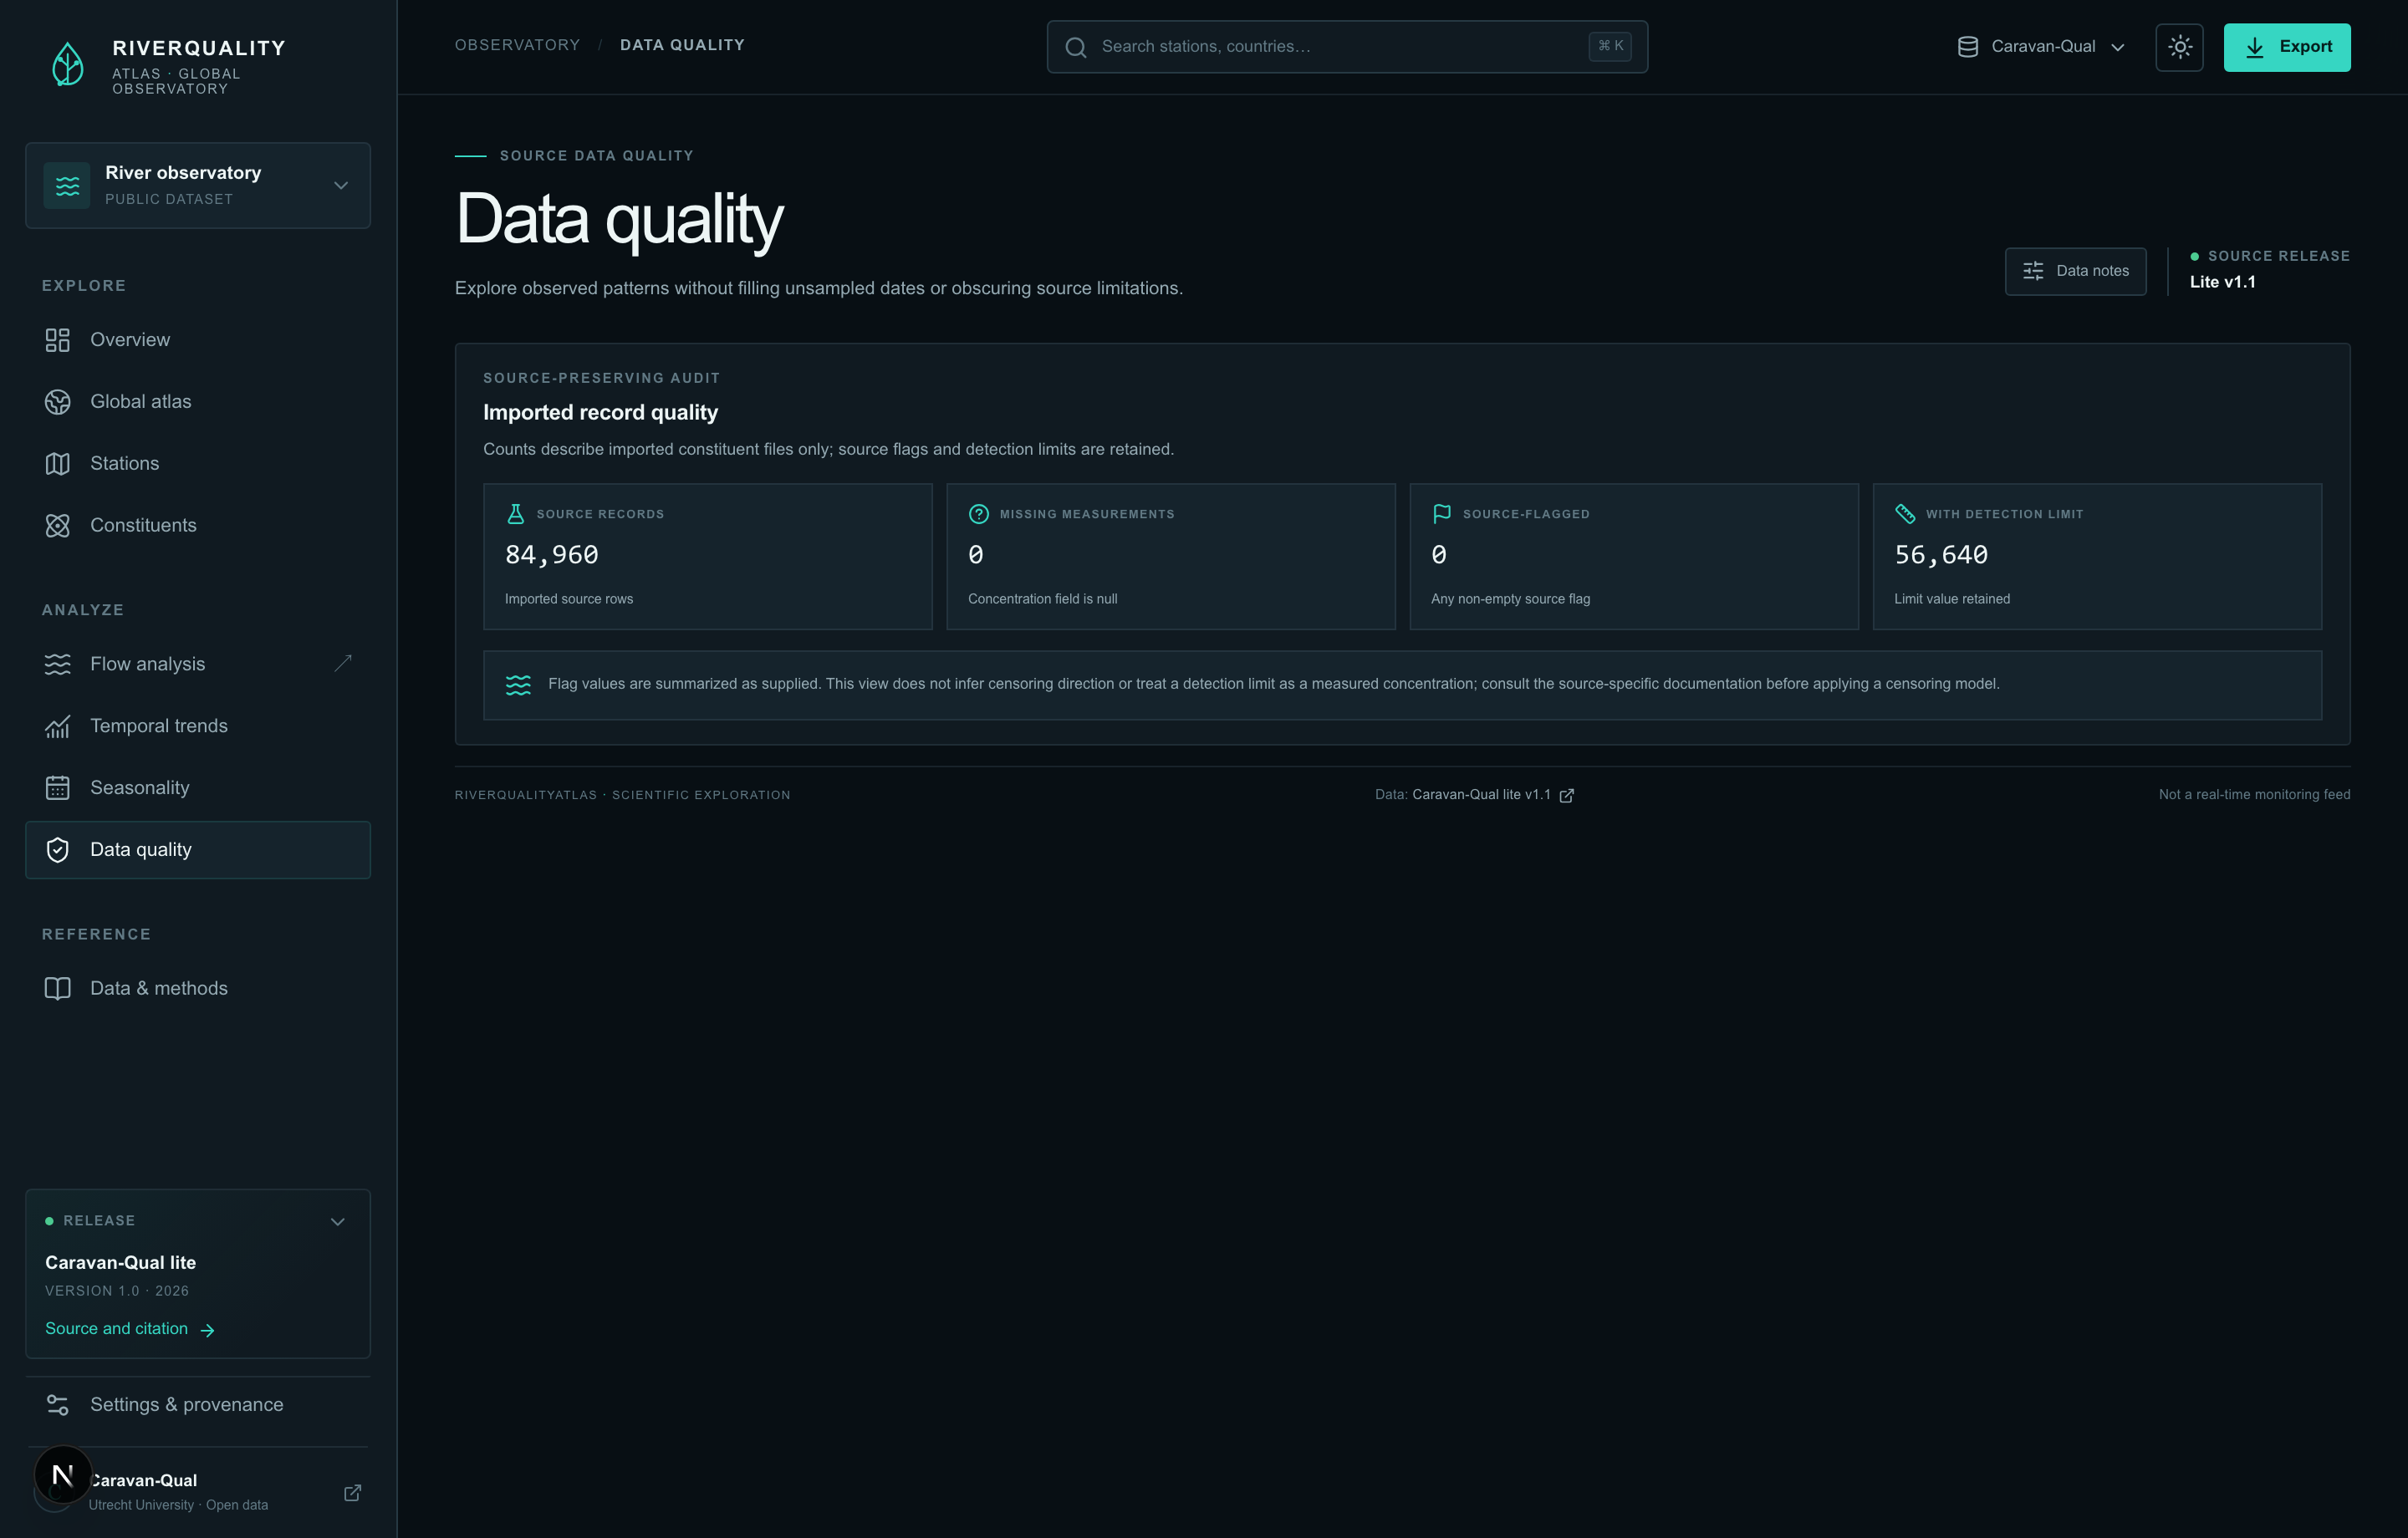 RIVERQUALITY
ATLAS · GLOBAL
OBSERVATORY
River observatory
PUBLIC DATASET
EXPLORE
Overview
Global atlas
Stations
Constituents
ANALYZE
Flow analysis
Temporal trends
Seasonality
Data quality
REFERENCE
Data & methods
RELEASE
Caravan-Qual lite
VERSION 1.0 · 2026
Source and citation
Settings & provenance
N
Caravan-Qual
Utrecht University · Open data
OBSERVATORY / DATA QUALITY
Search stations, countries…
⌘ K
Caravan-Qual
Export
SOURCE DATA QUALITY
Data quality
Explore observed patterns without filling unsampled dates or obscuring source limitations.
Data notes
SOURCE RELEASE
Lite v1.1
SOURCE-PRESERVING AUDIT
Imported record quality
Counts describe imported constituent files only; source flags and detection limits are retained.
SOURCE RECORDS
84,960
Imported source rows
MISSING MEASUREMENTS
0
Concentration field is null
SOURCE-FLAGGED
0
Any non-empty source flag
WITH DETECTION LIMIT
56,640
Limit value retained
Flag values are summarized as supplied. This view does not infer censoring direction or treat a detection limit as a measured concentration; consult the source-specific documentation before applying a censoring model.
RIVERQUALITYATLAS · SCIENTIFIC EXPLORATION
Data: Caravan-Qual lite v1.1
Not a real-time monitoring feed